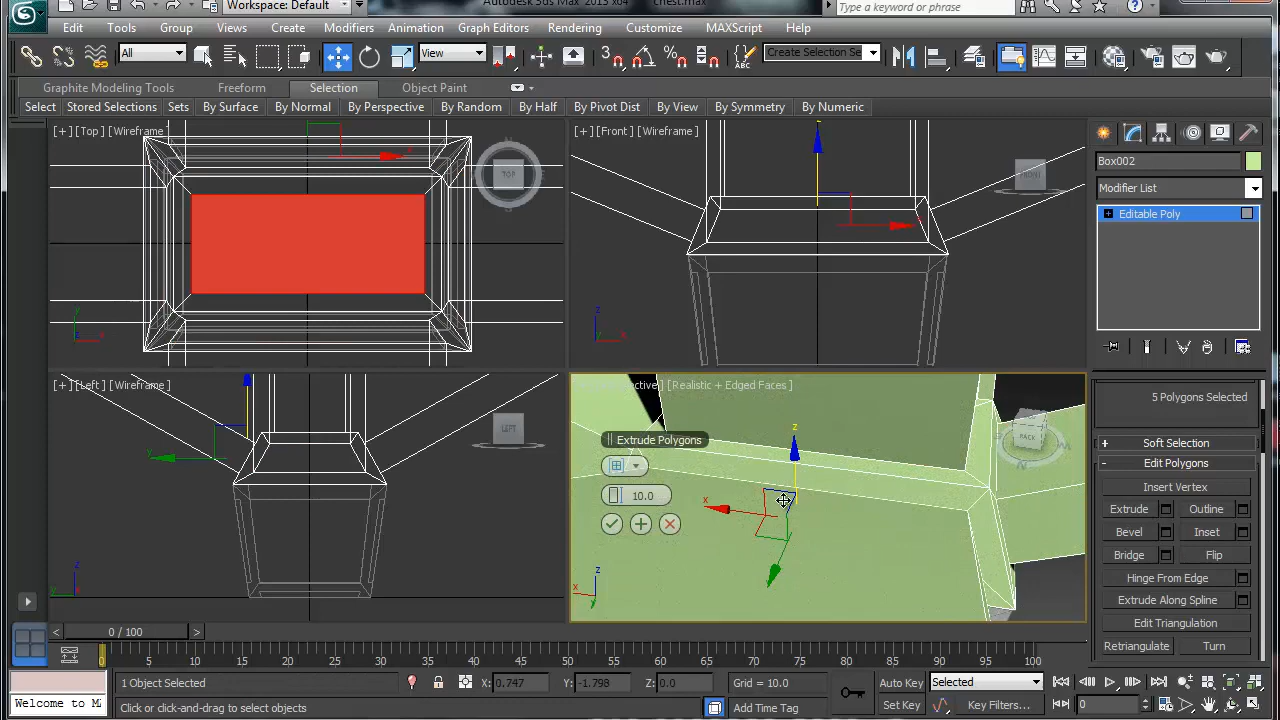 Workspace: Default
Autodesk 3ds Max 2013 x64 chest.max
Type a keyword or phrase
Edit Tools Group Views Create Modifiers Animation Graph Editors Rendering Customize MAXScript Help
All
View
3
%
ABC
Create Selection Se
Graphite Modeling Tools Freeform Selection Object Paint
Select Stored Selections Sets By Surface By Normal By Perspective By Random By Half By Pivot Dist By View By Symmetry By Numeric
[+] [Top] [Wireframe]
[+] [Front] [Wireframe]
TOP
FRONT
Box002
Modifier List
Editable Poly
[+] [Left] [Wireframe]
[Realistic + Edged Faces]
LEFT
BACK
Extrude Polygons
10.0
5 Polygons Selected
Soft Selection
Edit Polygons
Insert Vertex
Extrude Outline
Bevel Inset
Bridge Flip
Hinge From Edge
Extrude Along Spline
Edit Triangulation
Retriangulate Turn
0 / 100
0 5 10 15 20 25 30 35 40 45 50 55 60 65 70 75 80 85 90 95 100
1 Object Selected X: 0.747 Y: -1.798 Z: 0.0 Grid = 10.0 Auto Key Selected
Welcome to M
Click or click-and-drag to select objects Add Time Tag Set Key Key Filters... 0